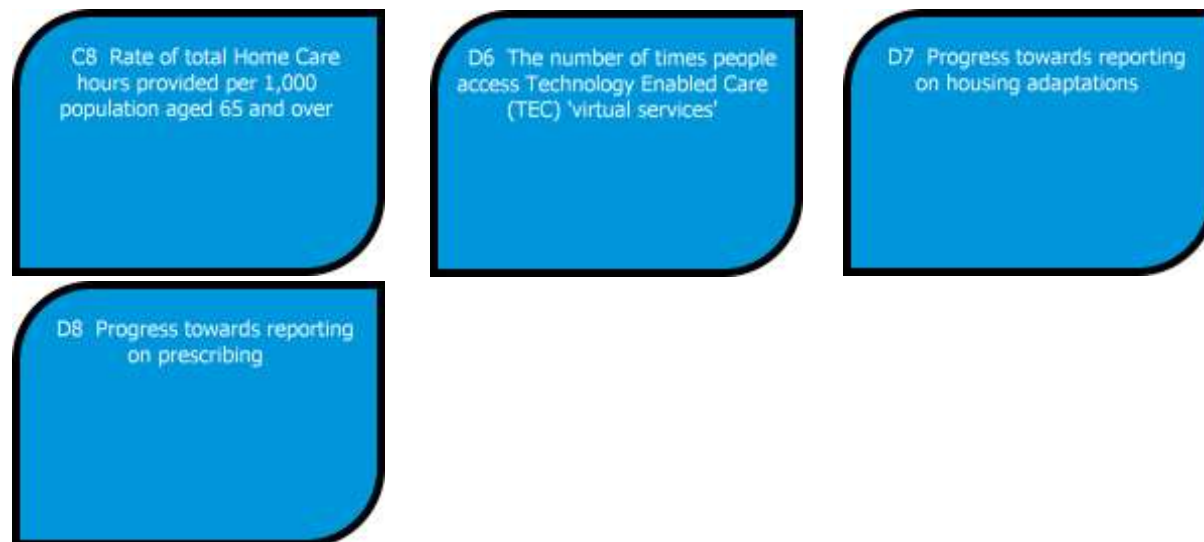 C8 Rate of total Home Care
hours provided per 1,000
population aged 65 and over
D6 The number of times people
access Technology Enabled Care
(TEC) 'virtual services'
D7 Progress towards reporting
on housing adaptations
D8 Progress towards reporting
on prescribing